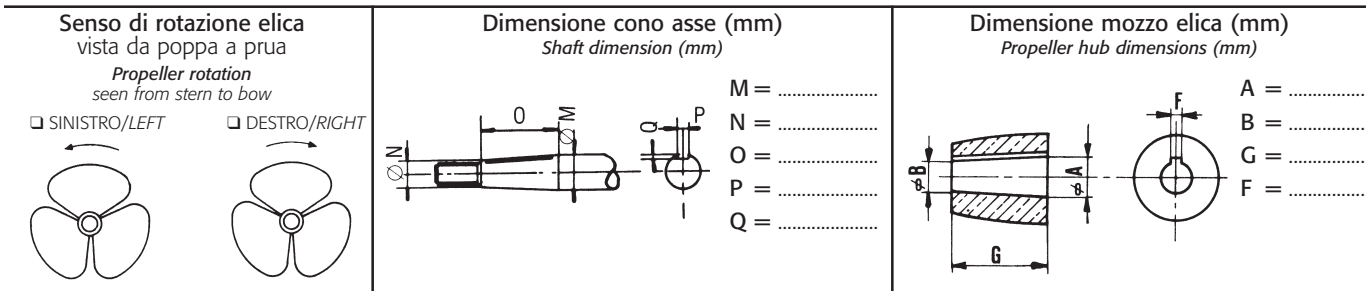 Senso di rotazione elica
vista da poppa a prua
Propeller rotation
seen from stern to bow
❑ SINISTRO/LEFT
❑ DESTRO/RIGHT
Dimensione cono asse (mm)
Shaft dimension (mm)
Ø N
O
Ø M
Q
P
M = .....................
N = .....................
O = .....................
P = .....................
Q = .....................
Dimensione mozzo elica (mm)
Propeller hub dimensions (mm)
ø B
G
ø A
F
A = ................
B = ................
G = ................
F = ................